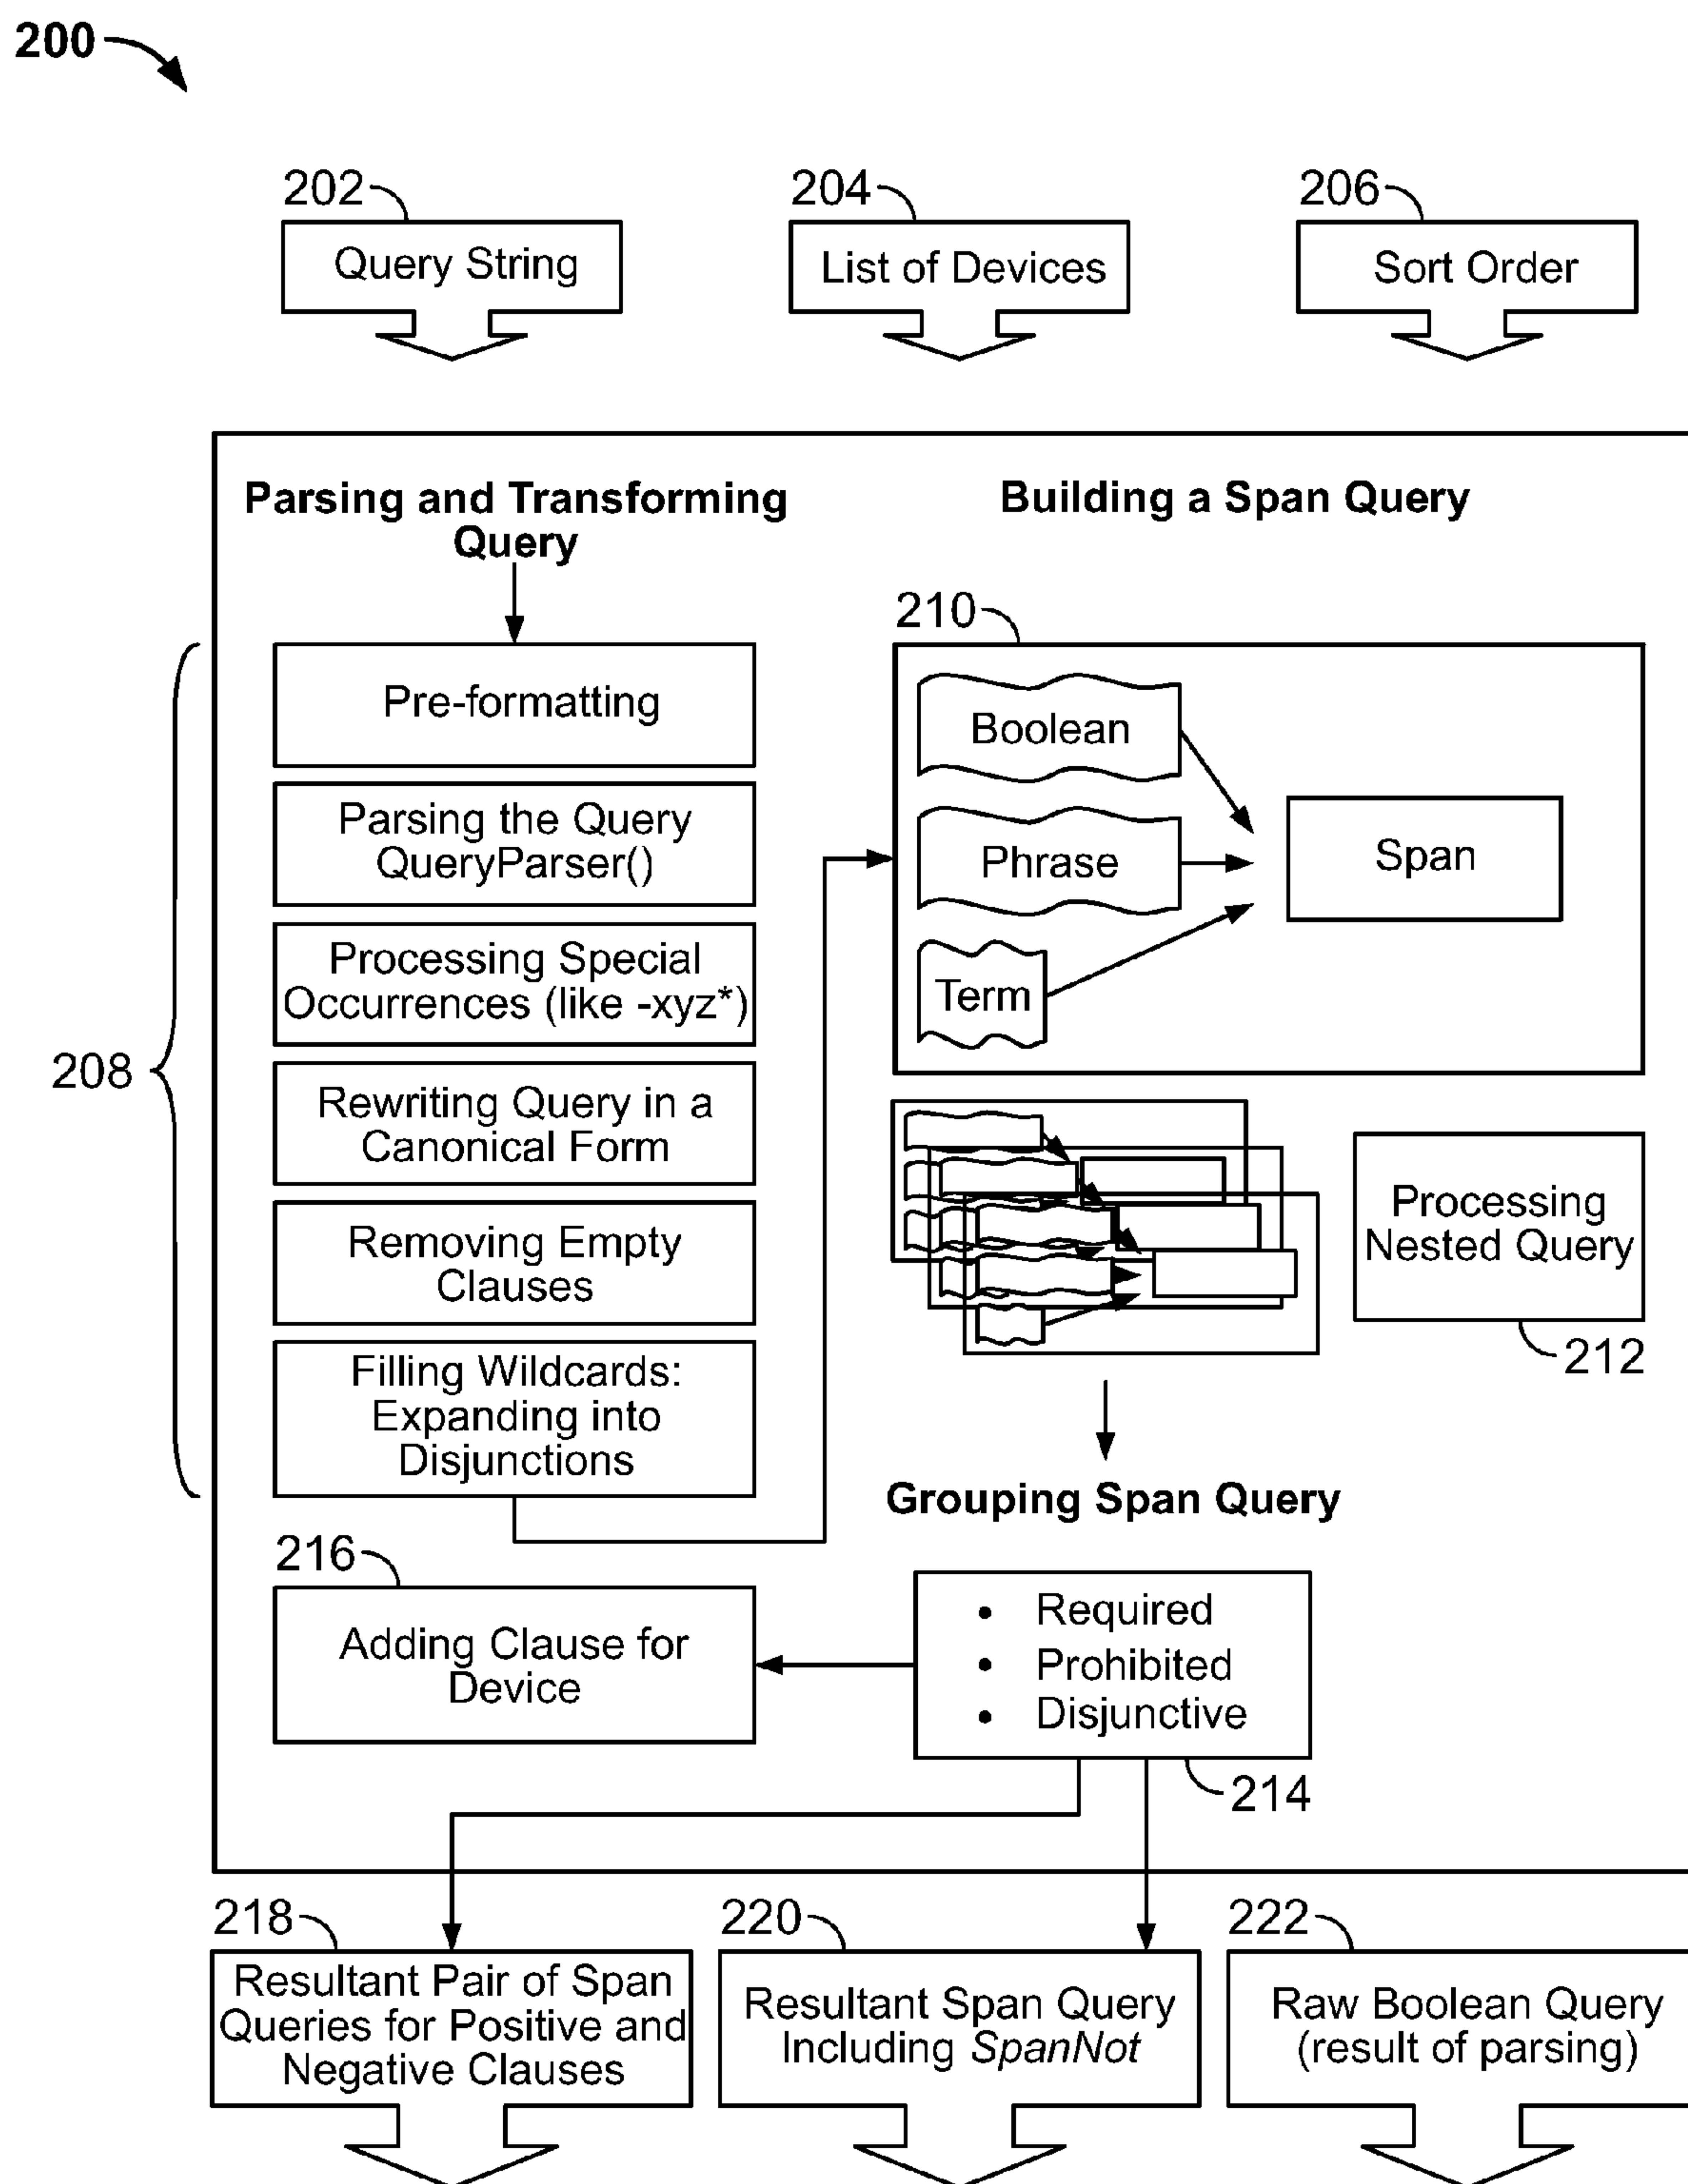 200
202
204
206
Query String
List of Devices
Sort Order
Parsing and Transforming
Query
Building a Span Query
208
Pre-formatting
Parsing the Query
QueryParser()
Processing Special
Occurrences (like -xyz*)
Rewriting Query in a
Canonical Form
Removing Empty
Clauses
Filling Wildcards:
Expanding into
Disjunctions
210
Boolean
Phrase
Term
Span
Processing
Nested Query
212
Grouping Span Query
216
Adding Clause for
Device
• Required
• Prohibited
• Disjunctive
214
218
Resultant Pair of Span
Queries for Positive and
Negative Clauses
220
Resultant Span Query
Including SpanNot
222
Raw Boolean Query
(result of parsing)